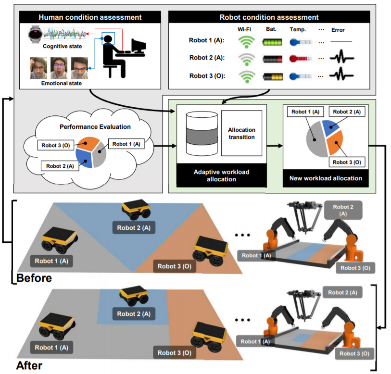 Human condition assessment
Cognitive state
Emotional state
Robot condition assessment
Wi-Fi Bat. Temp. ··· Error
Robot 1 (A): ···
Robot 2 (A): ···
Robot 3 (O): ···
Performance Evaluation
Robot 3 (O)
Robot 1 (A)
Robot 2 (A)
Allocation transition
Adaptive workload allocation
Robot 1 (A)
Robot 2 (A)
Robot 3 (O)
New workload allocation
Robot 2 (A)
Robot 1 (A)
Robot 3 (O)
···
Robot 2 (A)
Robot 1 (A)
Robot 3 (O)
Before
Robot 2 (A)
Robot 1 (A)
Robot 3 (O)
···
Robot 2 (A)
Robot 1 (A)
Robot 3 (O)
After